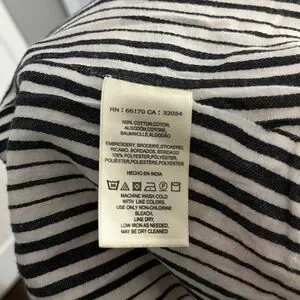 RN : 66170 CA : 32054
100% COTTON,COTON,
ALGODÓN,COTONE,
BAUMWOLLE,ALGODÃO
EMBROIDERY, BRODERIE,STICKEREI,
RICAMO, BORDADOS, BORDADO
100% POLYESTER,POLYESTER,
POLIÉSTER,POLIESTERE,
POLYESTER,POLIÉSTER
HECHO EN INDIA
MACHINE WASH COLD
WITH LIKE COLORS.
USE ONLY NON-CHLORINE
BLEACH.
LINE DRY.
LOW IRON AS NEEDED.
MAY BE DRY CLEANED.